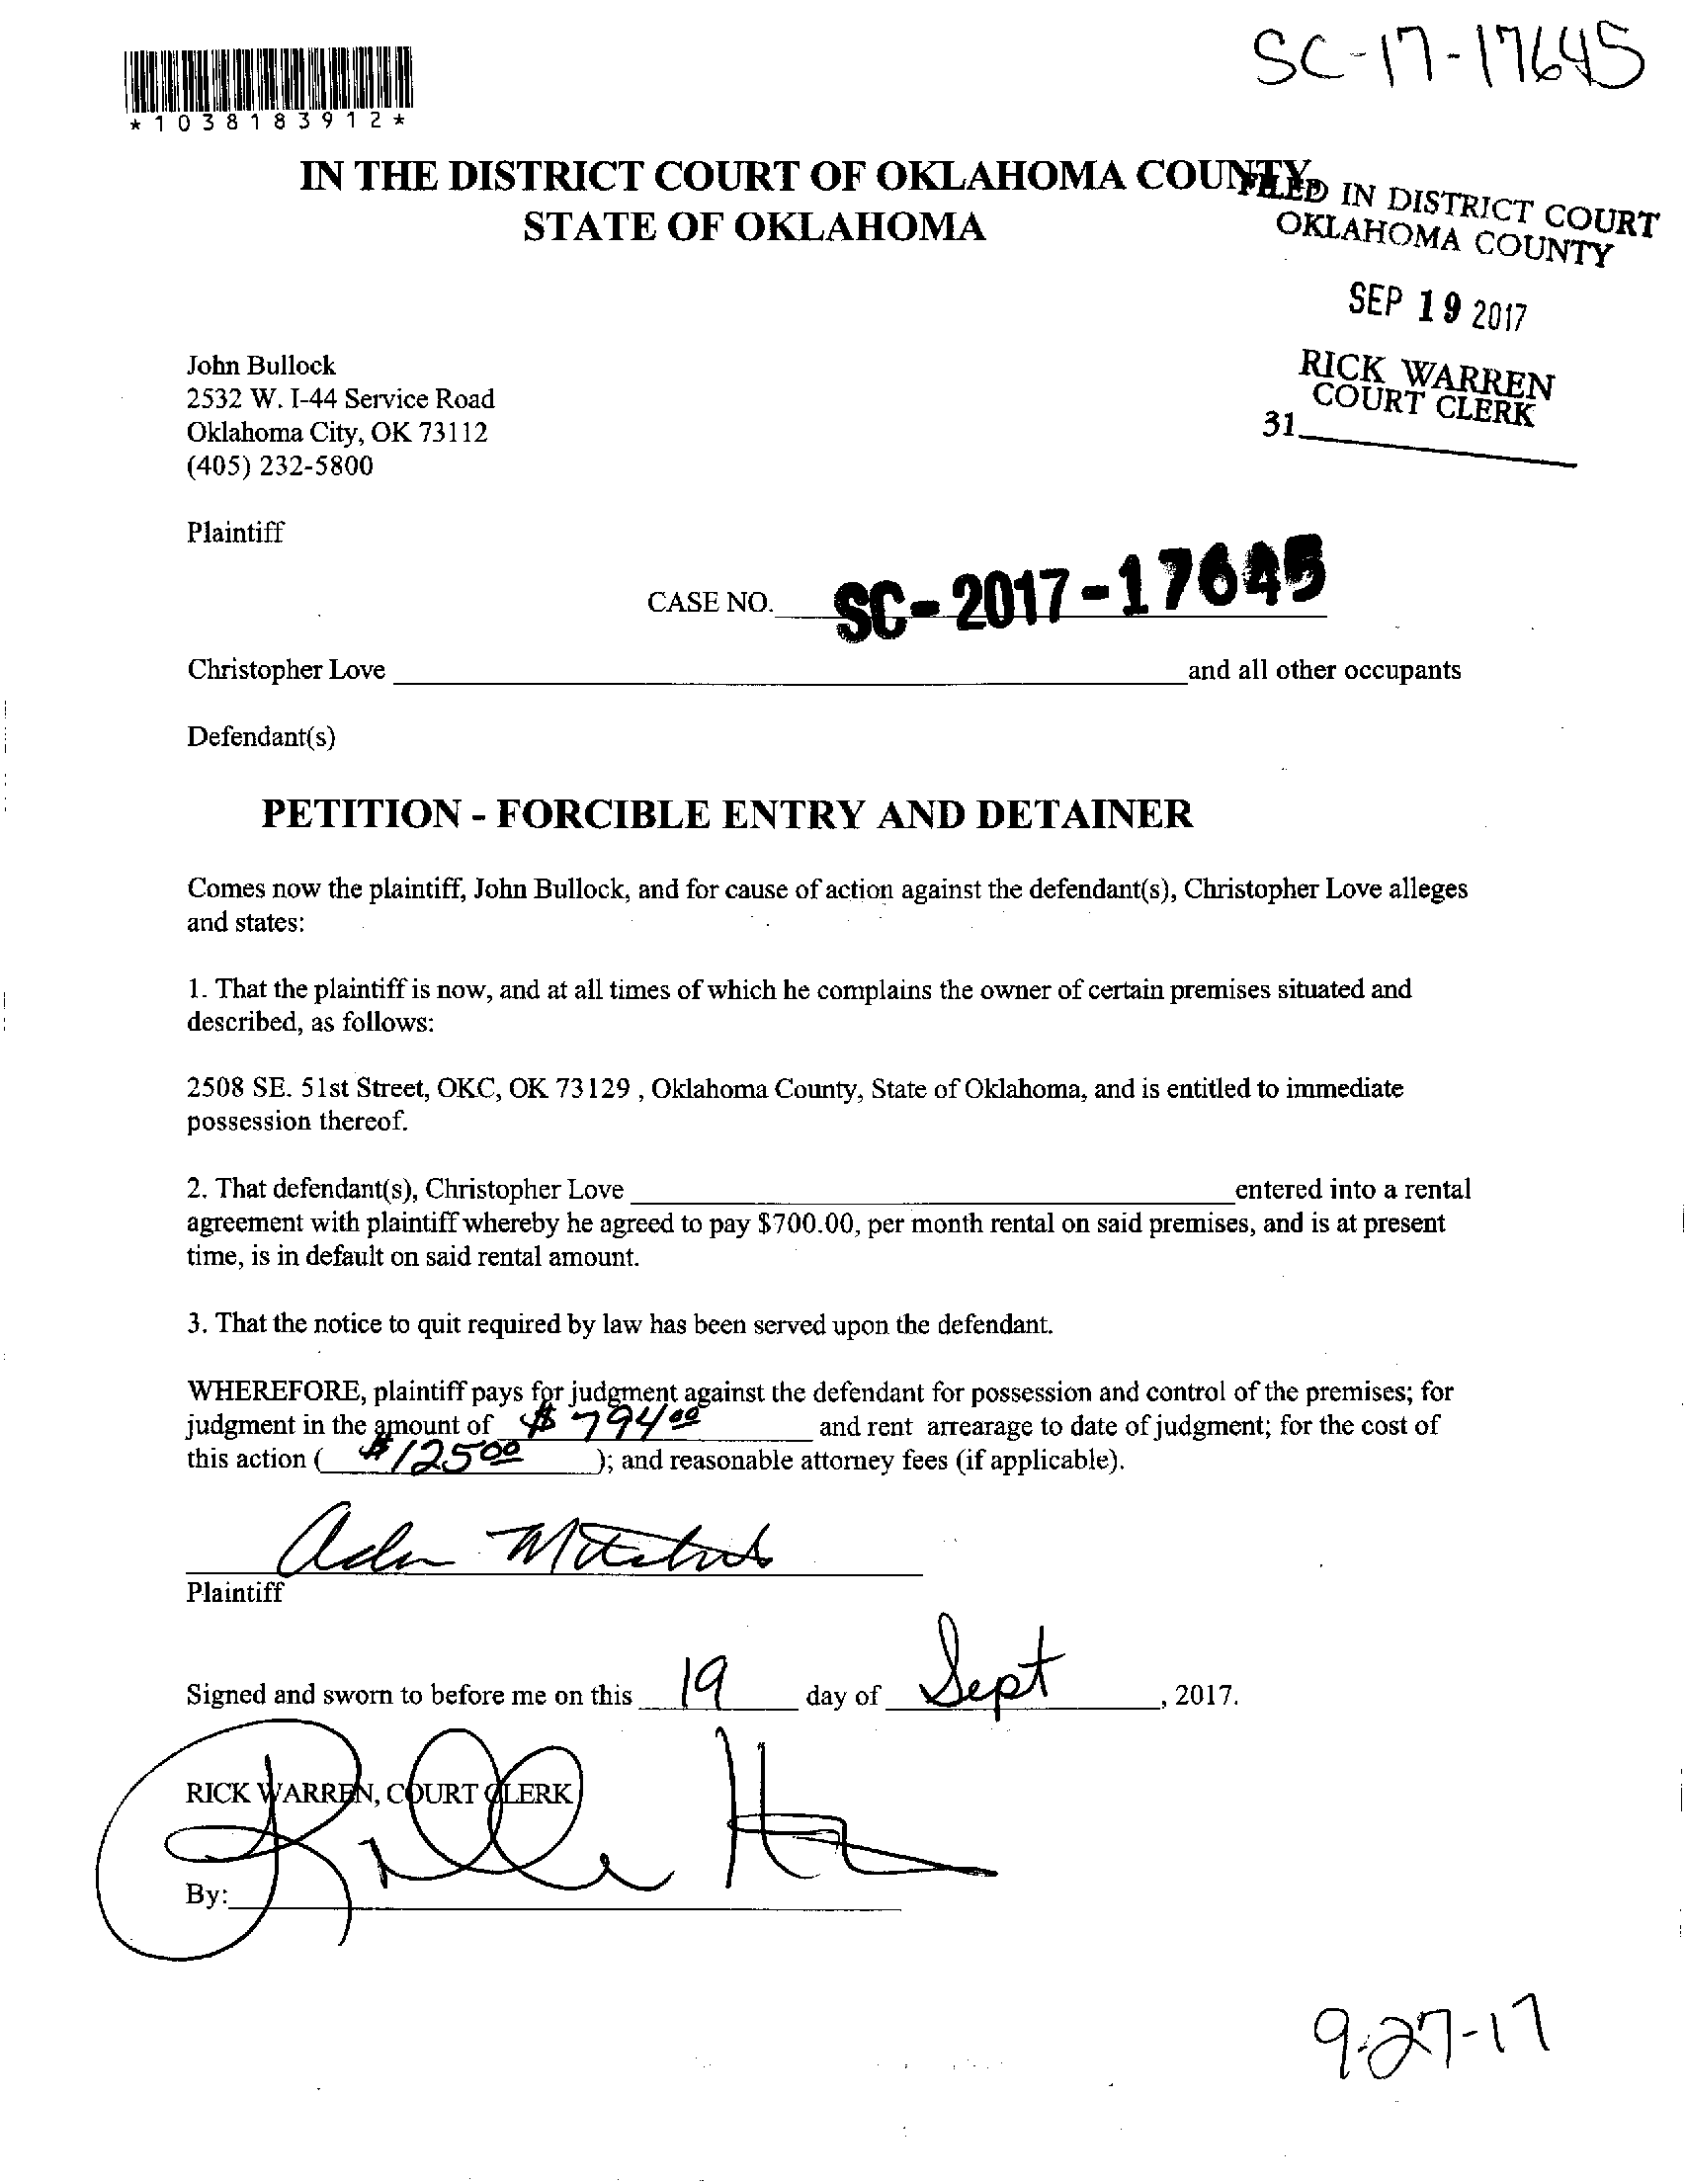 SC-17-17645
*1038183912*
IN THE DISTRICT COURT OF OKLAHOMA COUNTY
STATE OF OKLAHOMA
FILED IN DISTRICT COURT
OKLAHOMA COUNTY
SEP 19 2017
RICK WARREN
COURT CLERK
31
John Bullock
2532 W. I-44 Service Road
Oklahoma City, OK 73112
(405) 232-5800
Plaintiff
CASE NO. SC-2017-17645
Christopher Love and all other occupants
Defendant(s)
PETITION - FORCIBLE ENTRY AND DETAINER
Comes now the plaintiff, John Bullock, and for cause of action against the defendant(s), Christopher Love alleges
and states:
1. That the plaintiff is now, and at all times of which he complains the owner of certain premises situated and
described, as follows:
2508 SE. 51st Street, OKC, OK 73129 , Oklahoma County, State of Oklahoma, and is entitled to immediate
possession thereof.
2. That defendant(s), Christopher Love entered into a rental
agreement with plaintiff whereby he agreed to pay $700.00, per month rental on said premises, and is at present
time, is in default on said rental amount.
3. That the notice to quit required by law has been served upon the defendant.
WHEREFORE, plaintiff pays for judgment against the defendant for possession and control of the premises; for
judgment in the amount of $794.00 and rent arrearage to date of judgment; for the cost of
this action ( $125.00 ); and reasonable attorney fees (if applicable).
Plaintiff
Signed and sworn to before me on this 19 day of Sept, 2017.
RICK WARREN, COURT CLERK
By:
9-27-17